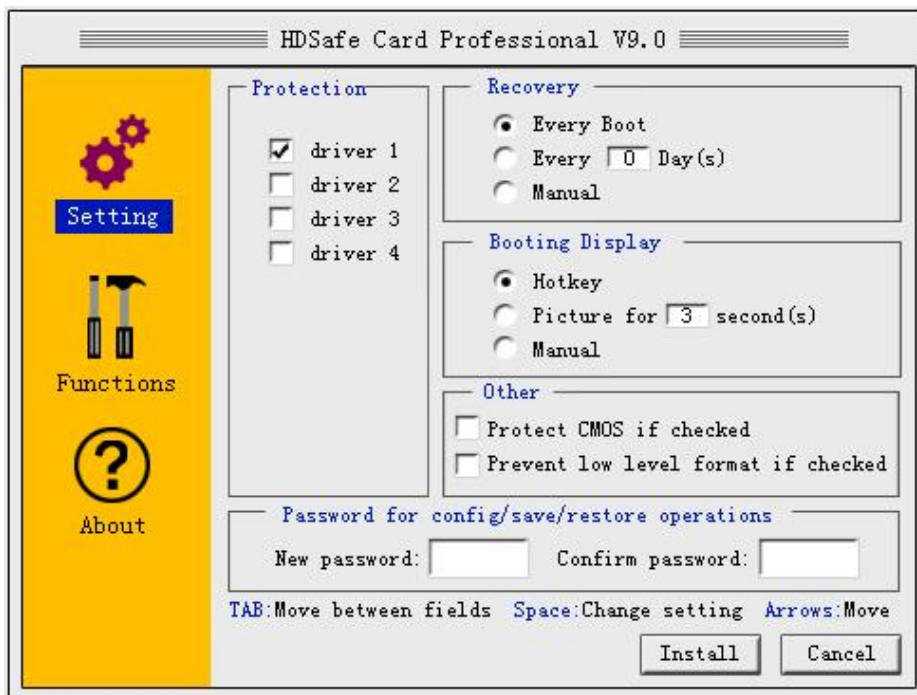 HDSafe Card Professional V9.0
Setting
Functions
?
About
Protection
driver 1
driver 2
driver 3
driver 4
Recovery
Every Boot
Every 0 Day(s)
Manual
Booting Display
Hotkey
Picture for 3 second(s)
Manual
Other
Protect CMOS if checked
Prevent low level format if checked
Password for config/save/restore operations
New password: Confirm password:
TAB:Move between fields Space:Change setting Arrows:Move
Install Cancel